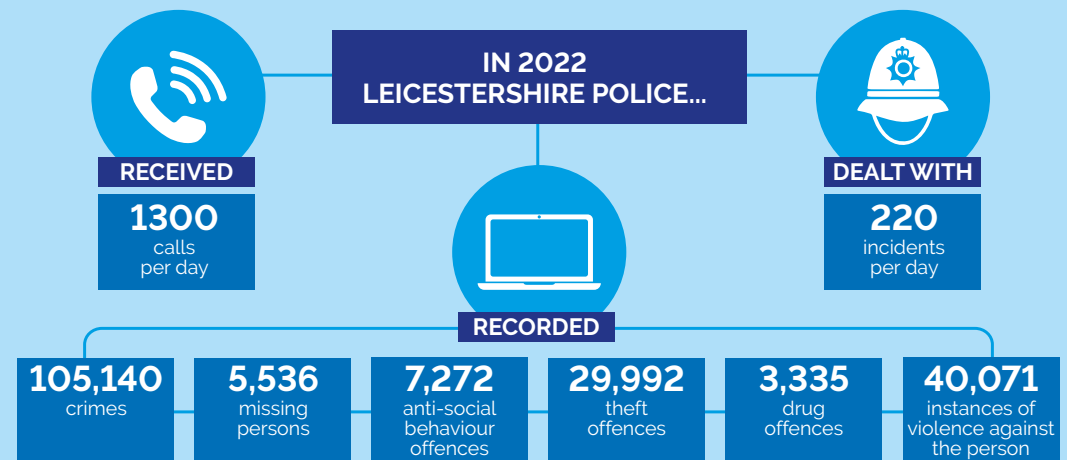 IN 2022
LEICESTERSHIRE POLICE...
RECEIVED
1300
calls
per day
DEALT WITH
220
incidents
per day
RECORDED
105,140
crimes
5,536
missing
persons
7,272
anti-social
behaviour
offences
29,992
theft
offences
3,335
drug
offences
40,071
instances of
violence against
the person